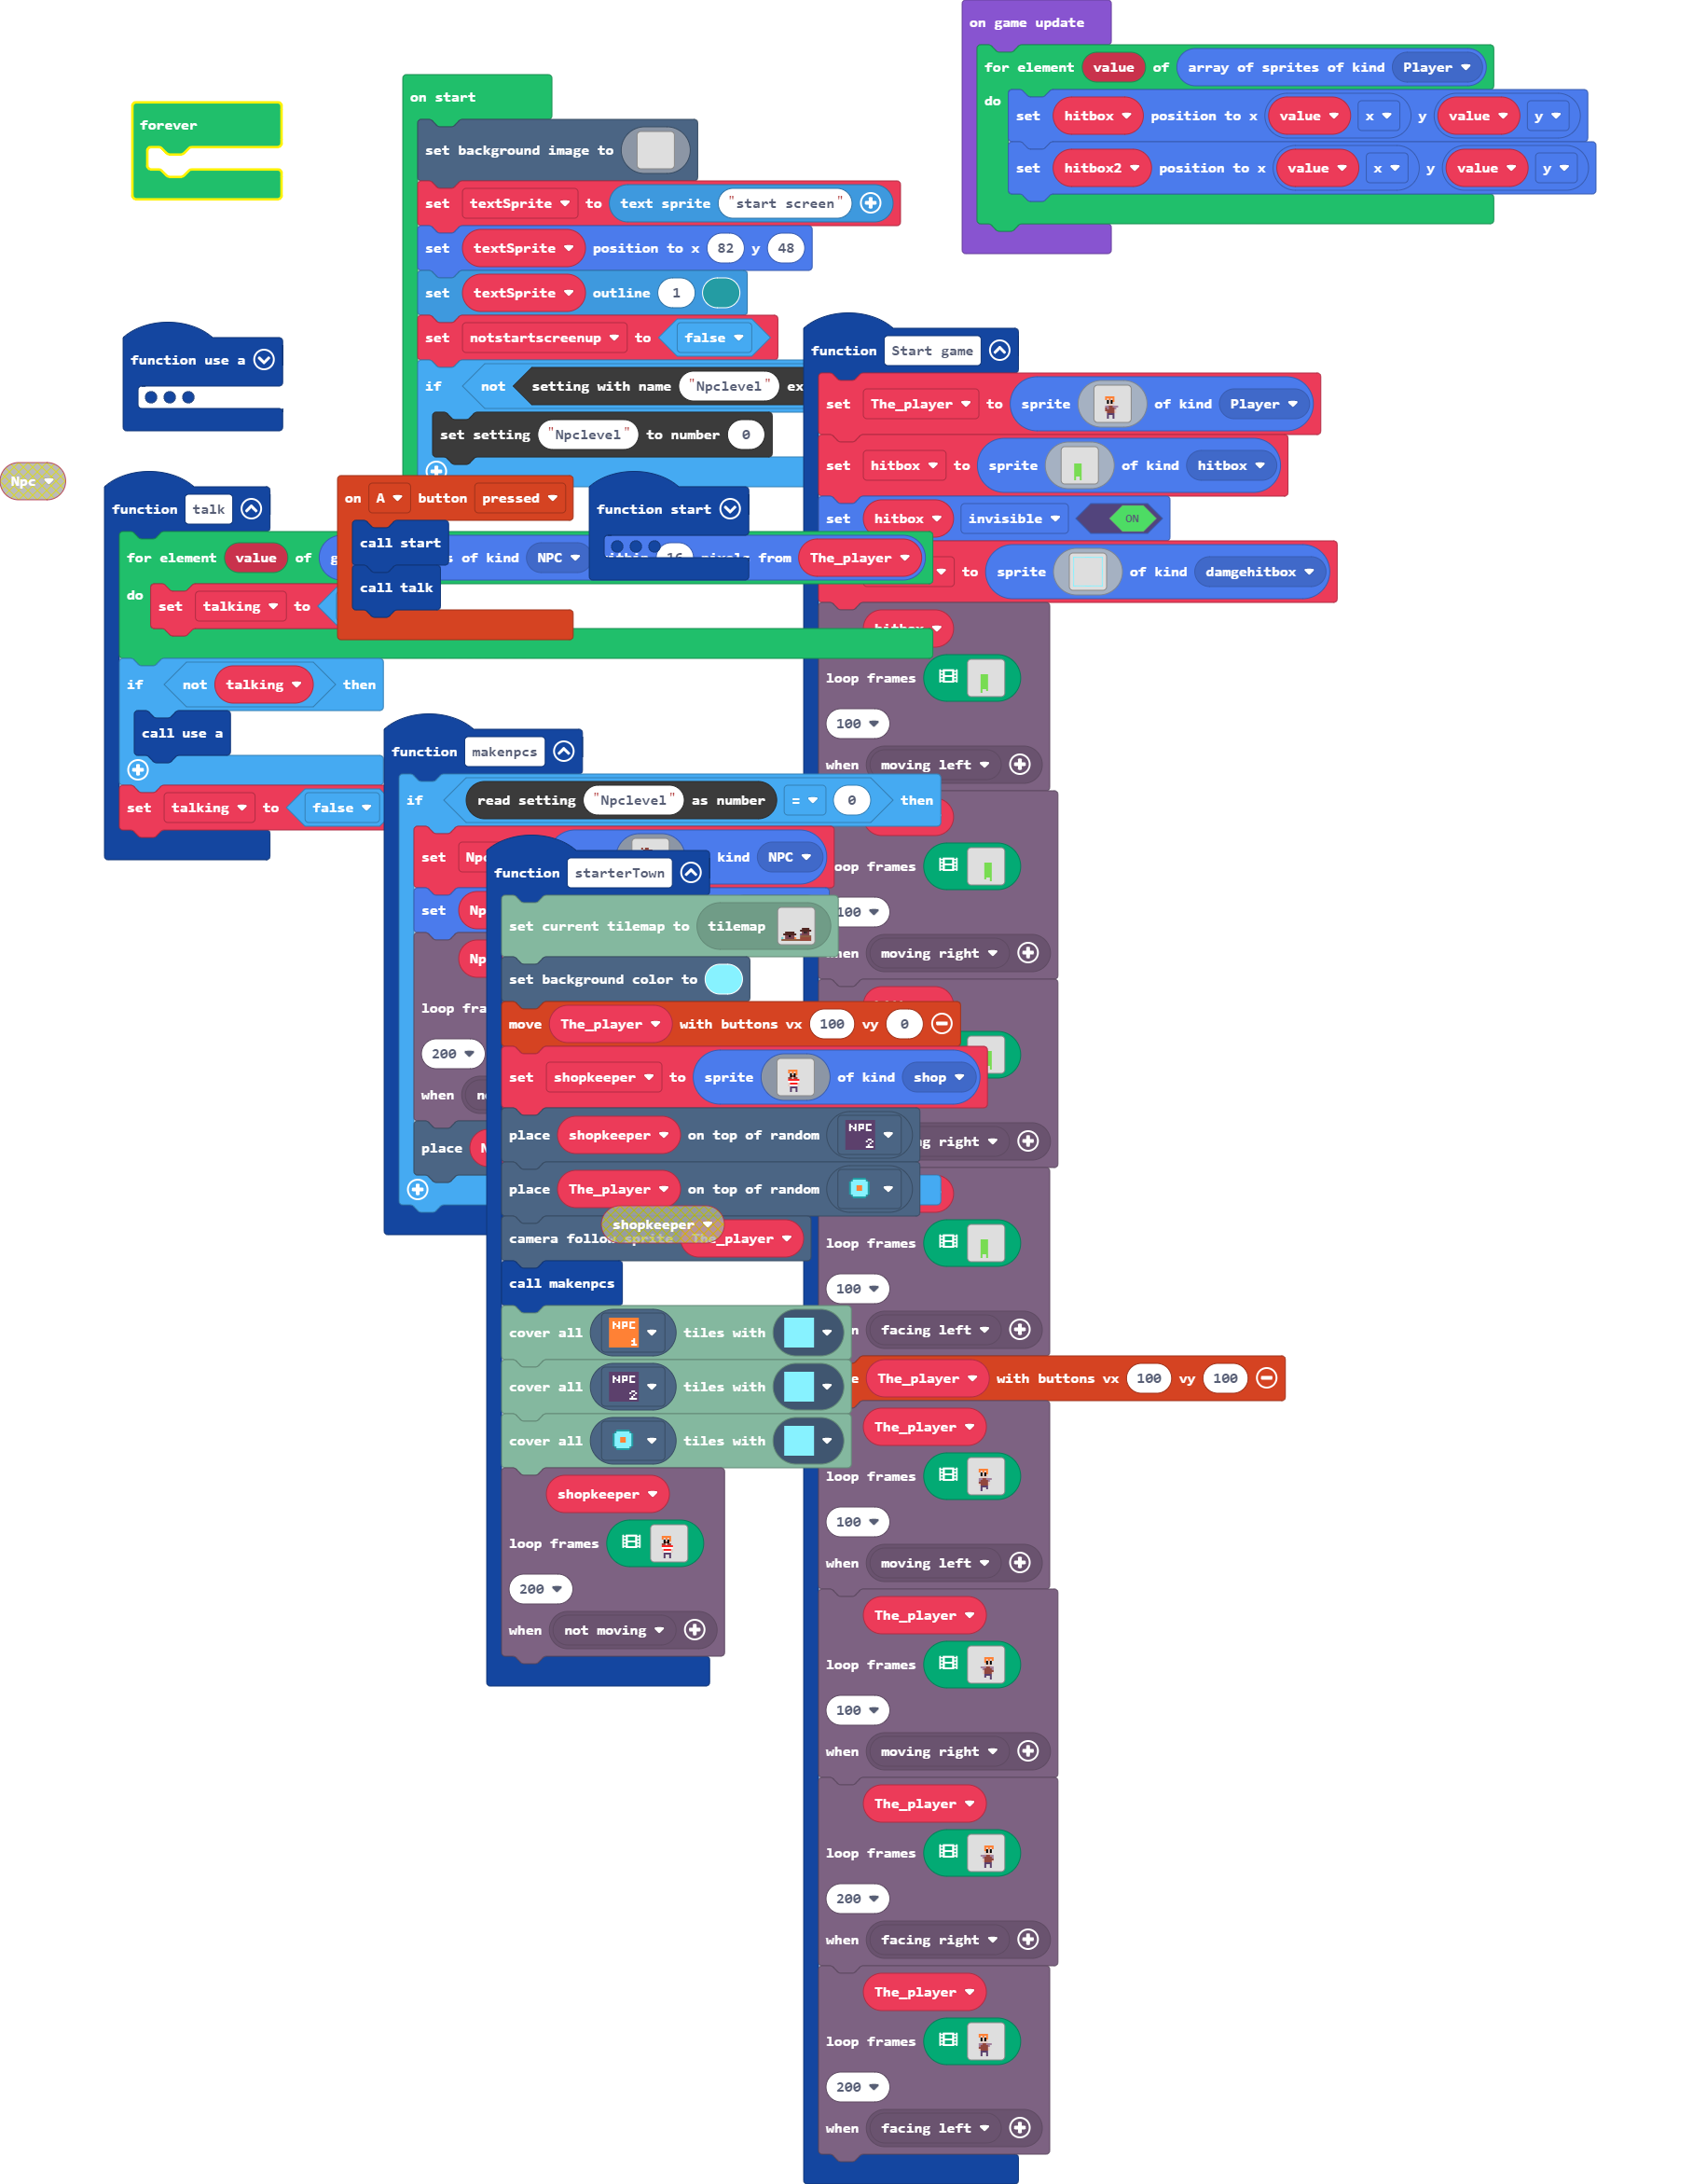 on game update
for element value of array of sprites of kind Player
do
set hitbox position to x value x y value y
set hitbox2 position to x value x y value y
forever
on start
set background image to
set textSprite to text sprite "start screen"
set textSprite position to x 82 y 48
set textSprite outline 1
set notstartscreenup to false
if not setting with name "Npclevel" ex
set setting "Npclevel" to number 0
function use a
Npc
function talk
for element value of
s of kind NPC
16
from The_player
do
set talking to
if not talking then
call use a
set talking to false
on A button pressed
call start
call talk
function start
function makenpcs
if read setting "Npclevel" as number = 0 then
set
kind NPC
set
loop
200
when
place
function starterTown
set current tilemap to tilemap
set background color to
move The_player with buttons vx 100 vy 0
set shopkeeper to sprite of kind shop
place shopkeeper on top of random NPC 2
place The_player on top of random
shopkeeper
camera follow sprite The_player
call makenpcs
cover all NPC 1 tiles with
cover all NPC 2 tiles with
cover all tiles with
shopkeeper
loop frames
200
when not moving
function Start game
set The_player to sprite of kind Player
set hitbox to sprite of kind hitbox
set hitbox invisible ON
to sprite of kind damgehitbox
hitbox
loop frames
100
when moving left
loop frames
100
when moving right
right
loop frames
100
facing left
The_player with buttons vx 100 vy 100
The_player
loop frames
100
when moving left
The_player
loop frames
100
when moving right
The_player
loop frames
200
when facing right
The_player
loop frames
200
when facing left